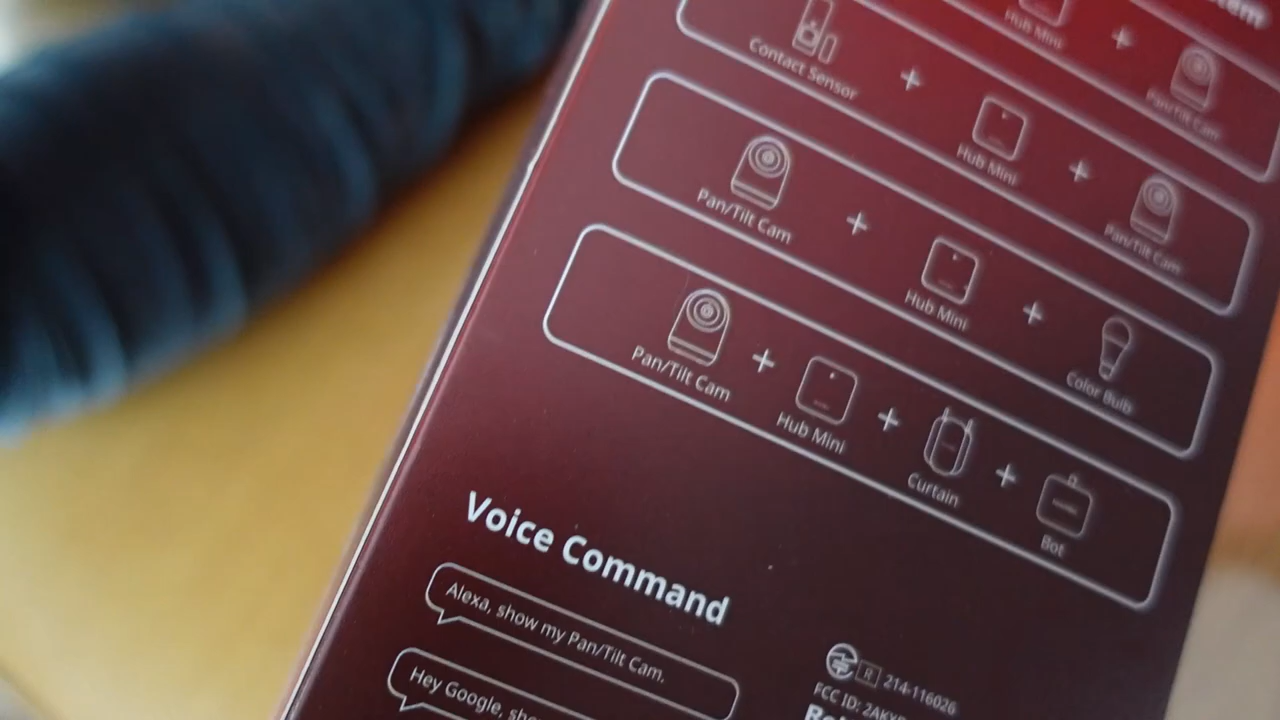 Hub Mini + Pan/Tilt Cam
Contact Sensor + Hub Mini + Pan/Tilt Cam
Pan/Tilt Cam + Hub Mini + Color Bulb
Pan/Tilt Cam + Hub Mini + Curtain + Bot
Voice Command
Alexa, show my Pan/Tilt Cam.
Hey Google,
R 214-116026
FCC ID: